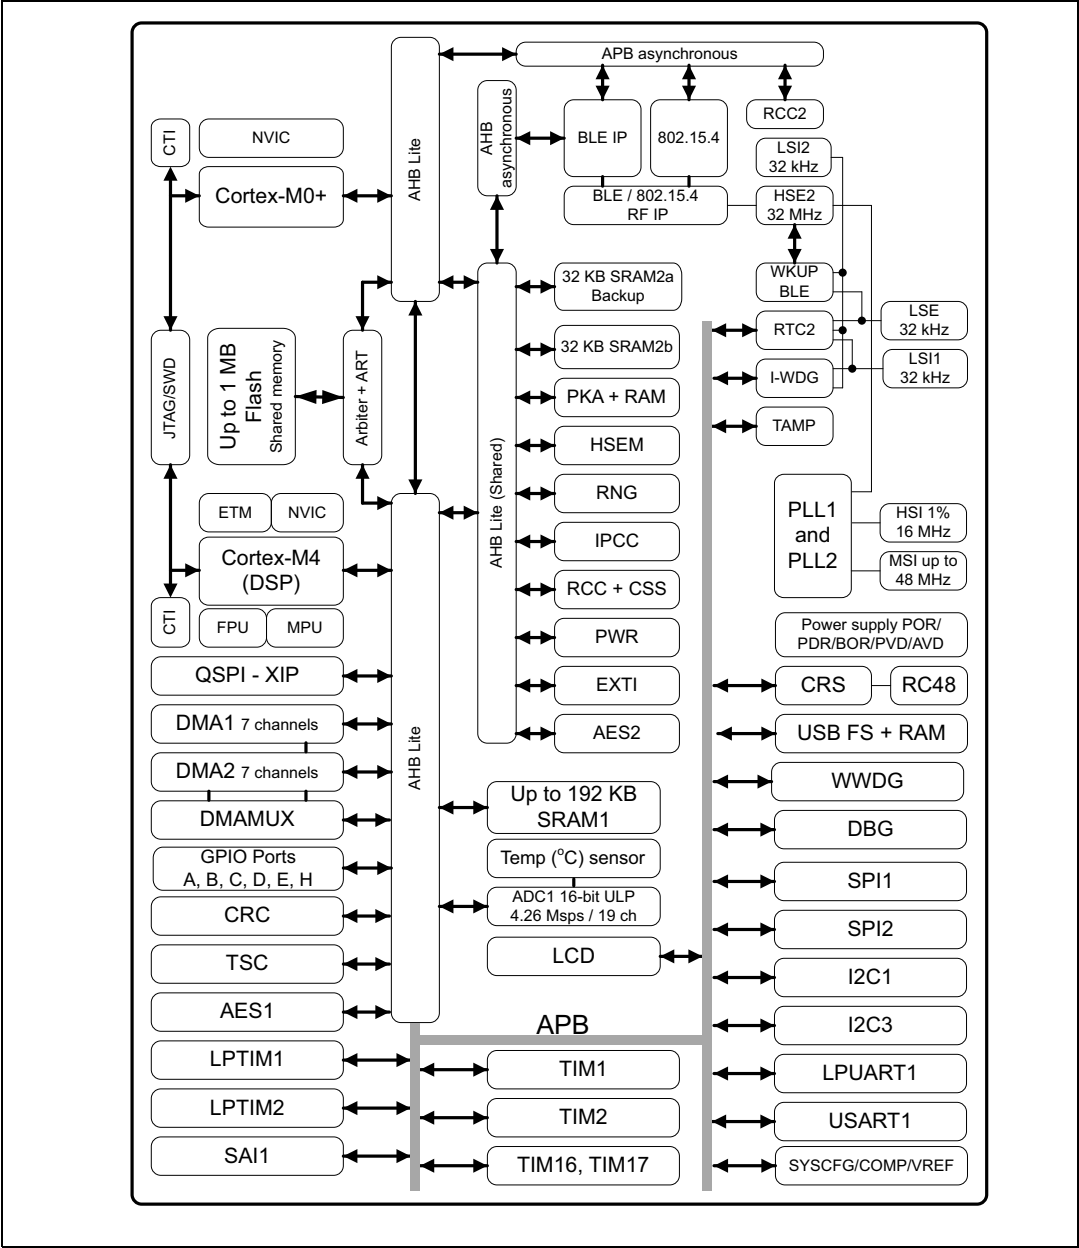 APB asynchronous
AHB Lite
AHB
asynchronous
BLE IP
802.15.4
RCC2
CTI
NVIC
Cortex-M0+
LSI2
32 kHz
BLE / 802.15.4
RF IP
HSE2
32 MHz
32 KB SRAM2a
Backup
WKUP
BLE
LSE
32 kHz
RTC2
JTAG/SWD
Up to 1 MB
Flash
Shared memory
Arbiter + ART
32 KB SRAM2b
LSI1
32 kHz
I-WDG
PKA + RAM
TAMP
HSEM
AHB Lite (Shared)
RNG
PLL1
and
PLL2
HSI 1%
16 MHz
MSI up to
48 MHz
ETM
NVIC
Cortex-M4
(DSP)
IPCC
RCC + CSS
CTI
FPU
MPU
PWR
Power supply POR/
PDR/BOR/PVD/AVD
QSPI - XIP
EXTI
CRS
RC48
DMA1 7 channels
AES2
USB FS + RAM
AHB Lite
DMA2 7 channels
WWDG
DMAMUX
Up to 192 KB
SRAM1
DBG
GPIO Ports
A, B, C, D, E, H
Temp (°C) sensor
SPI1
CRC
ADC1 16-bit ULP
4.26 Msps / 19 ch
SPI2
TSC
LCD
I2C1
AES1
APB
I2C3
LPTIM1
TIM1
LPUART1
LPTIM2
TIM2
USART1
SAI1
TIM16, TIM17
SYSCFG/COMP/VREF